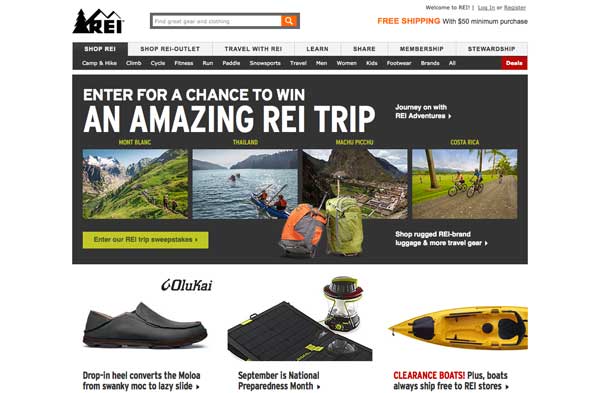 Welcome to REI! | Log In or Register
REI
Find great gear and clothing
FREE SHIPPING With $50 minimum purchase
SHOP REI SHOP REI-OUTLET TRAVEL WITH REI LEARN SHARE MEMBERSHIP STEWARDSHIP
Camp & Hike Climb Cycle Fitness Run Paddle Snowsports Travel Men Women Kids Footwear Brands All Deals
ENTER FOR A CHANCE TO WIN
AN AMAZING REI TRIP
Journey on with
REI Adventures
MONT BLANC THAILAND MACHU PICCHU COSTA RICA
Enter our REI trip sweepstakes
Shop rugged REI-brand
luggage & more travel gear
OluKai
Drop-in heel converts the Moloa
from swanky moc to lazy slide
September is National
Preparedness Month
CLEARANCE BOATS! Plus, boats
always ship free to REI stores